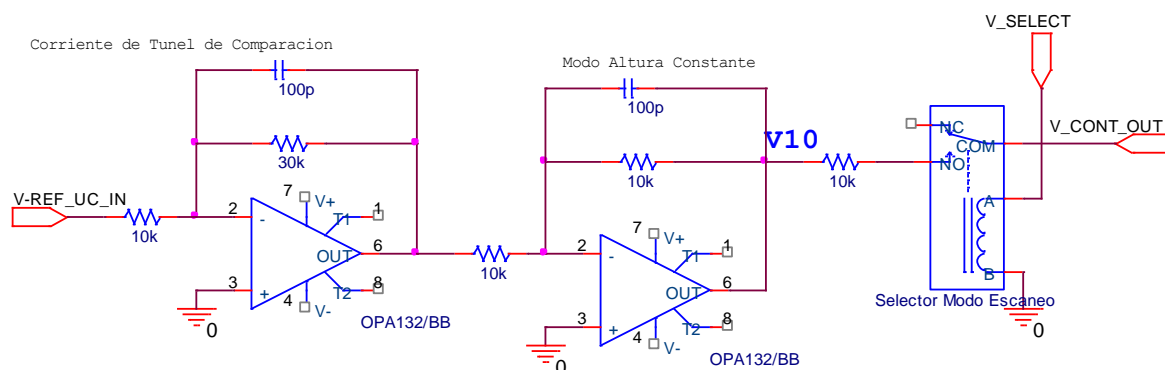 Corriente de Tunel de Comparacion
V_SELECT
Modo Altura Constante
100p
100p
30k
10k
V10
10k
NC
COM
NO
V_CONT_OUT
V-REF_UC_IN
10k
2
-
7
V+
T1
1
OUT
6
3
+
4
V-
T2
8
OPA132/BB
0
10k
2
-
7
V+
T1
1
OUT
6
3
+
4
V-
T2
8
OPA132/BB
0
A
B
Selector Modo Escaneo
0